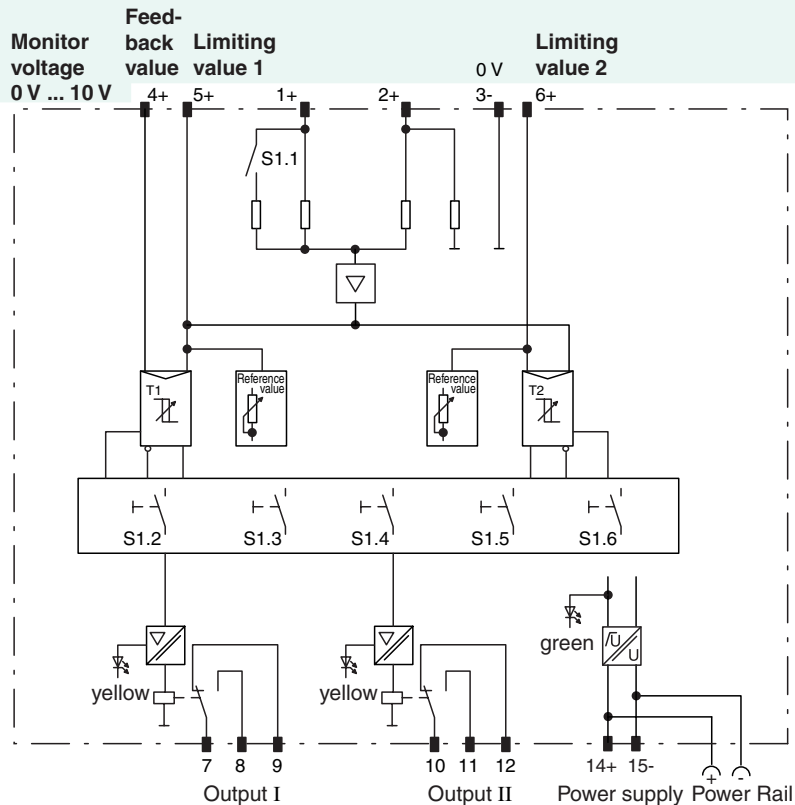 Monitor
voltage
0 V ... 10 V
Feed-
back
value
Limiting
value 1
0 V
Limiting
value 2
4+ 5+ 1+ 2+ 3- 6+
S1.1
T1
Reference
value
Reference
value
T2
S1.2 S1.3 S1.4 S1.5 S1.6
green
/Ū
U
yellow
yellow
7 8 9 10 11 12 14+ 15- + -
Output I Output II Power supply Power Rail